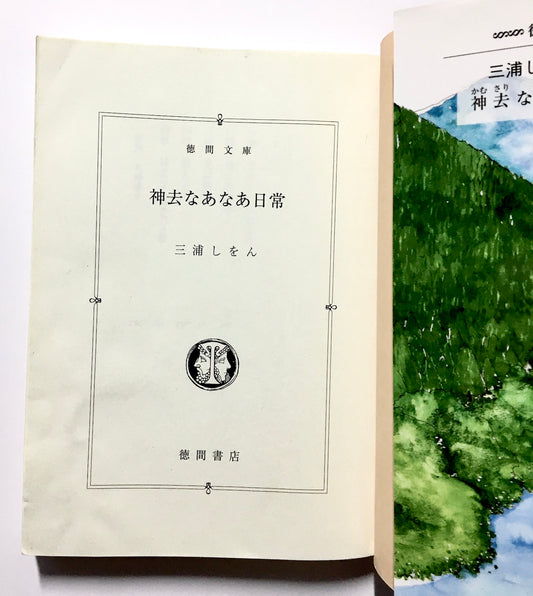 徳間文庫
神去なあなあ日常
三浦しをん
徳間書店
三浦し
かむ さり
神去な